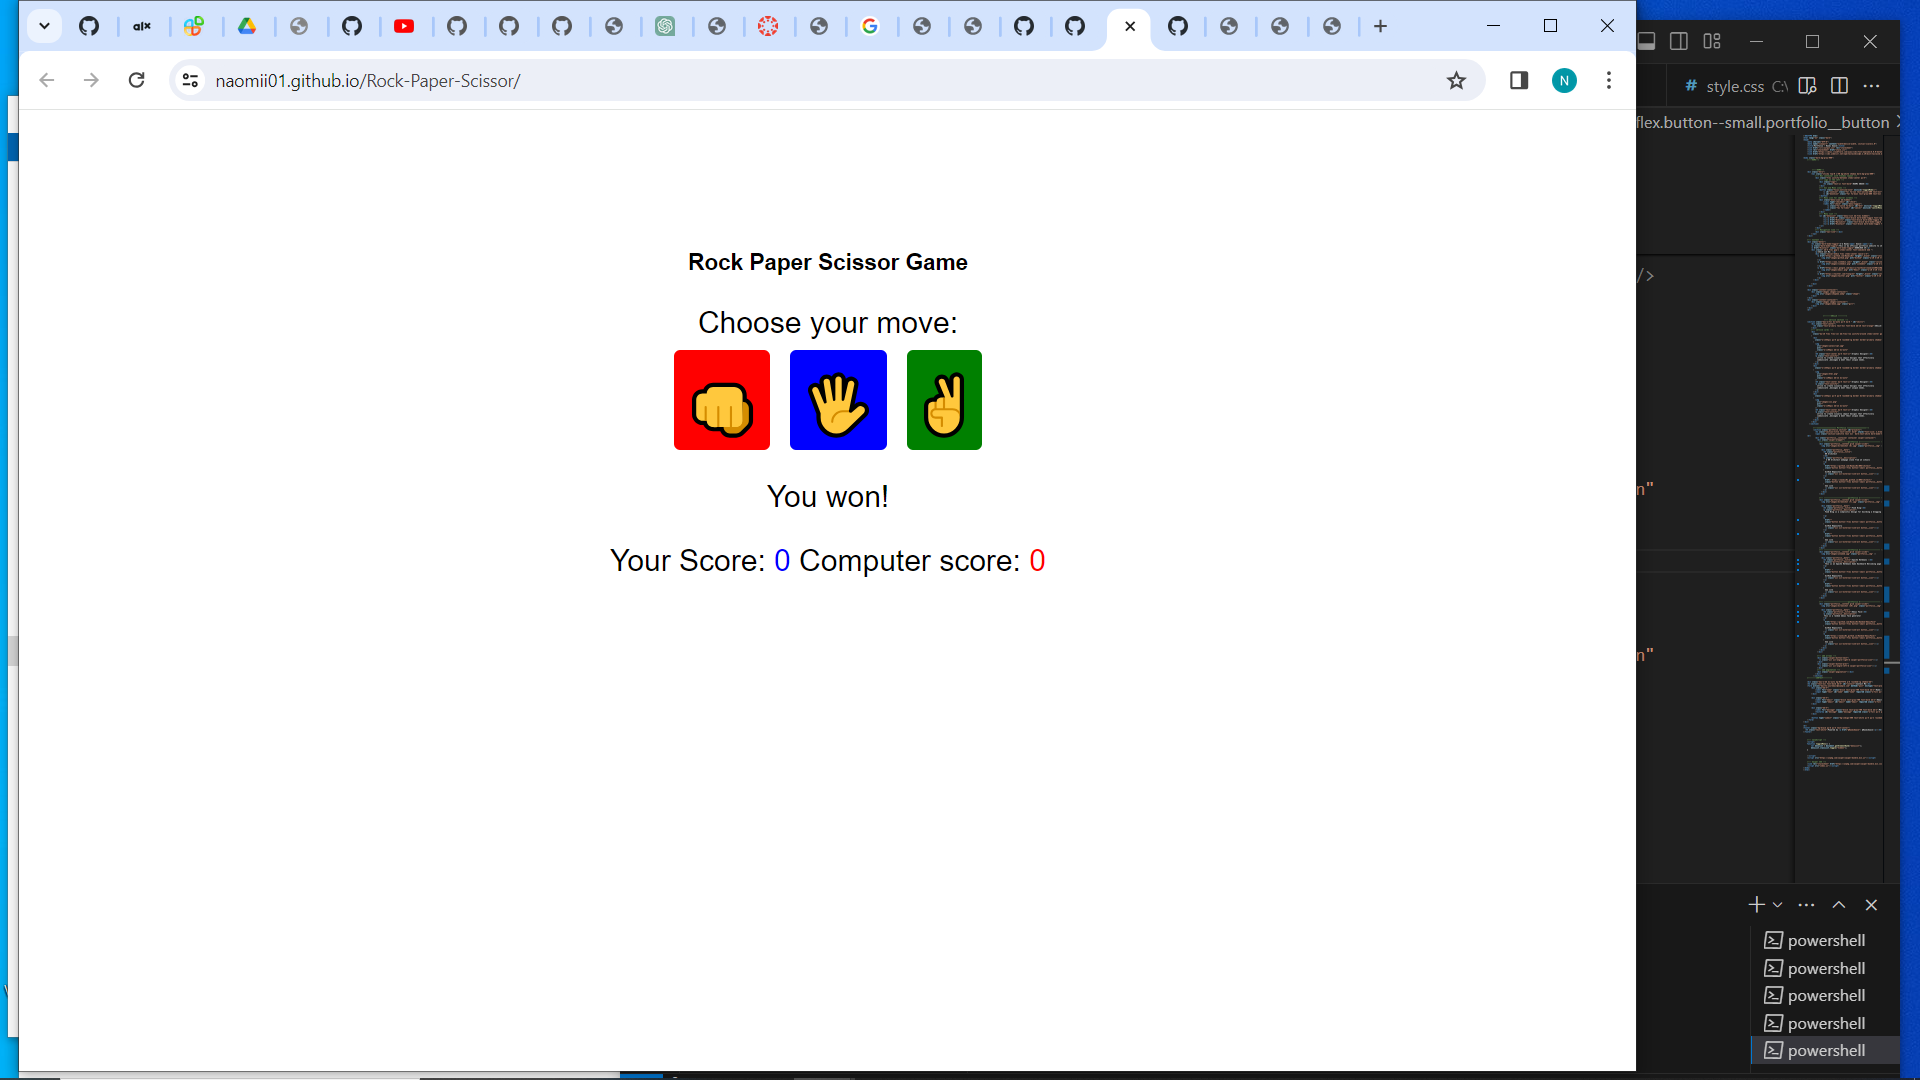 alx
naomii01.github.io/Rock-Paper-Scissor/
N
# style.css C:\
flex.button--small.portfolio__button
Rock Paper Scissor Game
Choose your move:
/>
You won!
n"
Your Score: 0 Computer score: 0
n"
powershell
powershell
powershell
powershell
powershell